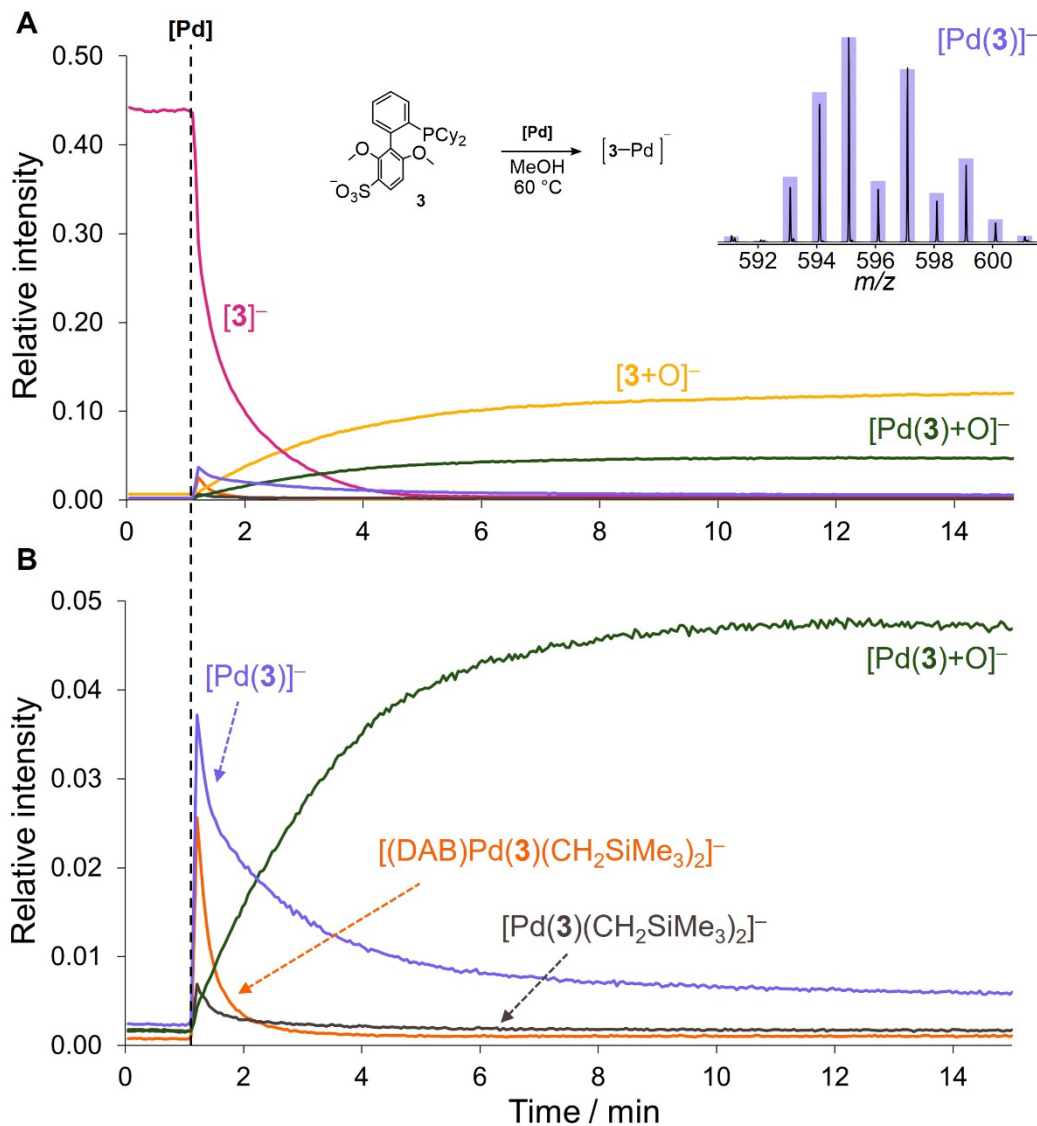 A
[Pd]
[Pd(3)]⁻
0.50
0.40
0.30
0.20
0.10
0.00
Relative intensity
PCy2
O
O
⁻O3S
3
[Pd]
MeOH
60 °C
[3–Pd]⁻
592 594 596 598 600
m/z
[3]⁻
[3+O]⁻
[Pd(3)+O]⁻
0 2 4 6 8 10 12 14
B
0.05
0.04
0.03
0.02
0.01
0.00
Relative intensity
[Pd(3)]⁻
[Pd(3)+O]⁻
[(DAB)Pd(3)(CH2SiMe3)2]⁻
[Pd(3)(CH2SiMe3)2]⁻
0 2 4 6 8 10 12 14
Time / min